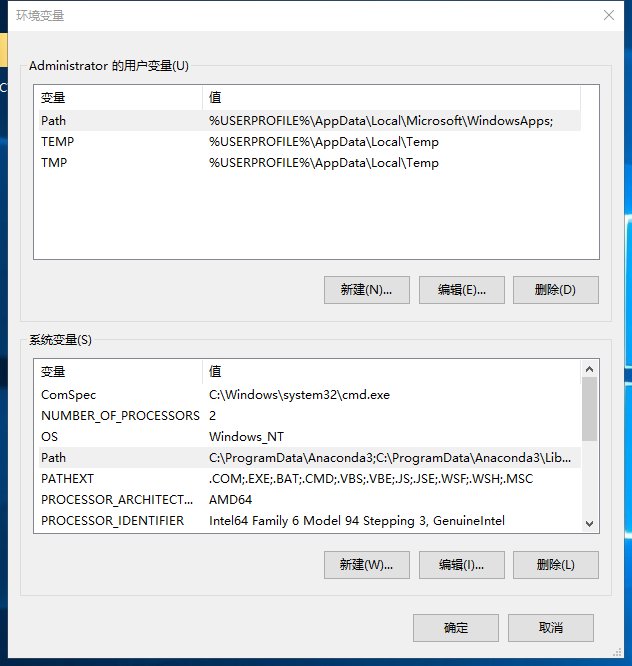 环境变量
Administrator 的用户变量(U)
变量 值
Path %USERPROFILE%\AppData\Local\Microsoft\WindowsApps;
TEMP %USERPROFILE%\AppData\Local\Temp
TMP %USERPROFILE%\AppData\Local\Temp
新建(N)... 编辑(E)... 删除(D)
系统变量(S)
变量 值
ComSpec C:\Windows\system32\cmd.exe
NUMBER_OF_PROCESSORS 2
OS Windows_NT
Path C:\ProgramData\Anaconda3;C:\ProgramData\Anaconda3\Lib...
PATHEXT .COM;.EXE;.BAT;.CMD;.VBS;.VBE;.JS;.JSE;.WSF;.WSH;.MSC
PROCESSOR_ARCHITECT... AMD64
PROCESSOR_IDENTIFIER Intel64 Family 6 Model 94 Stepping 3, GenuineIntel
新建(W)... 编辑(I)... 删除(L)
确定 取消